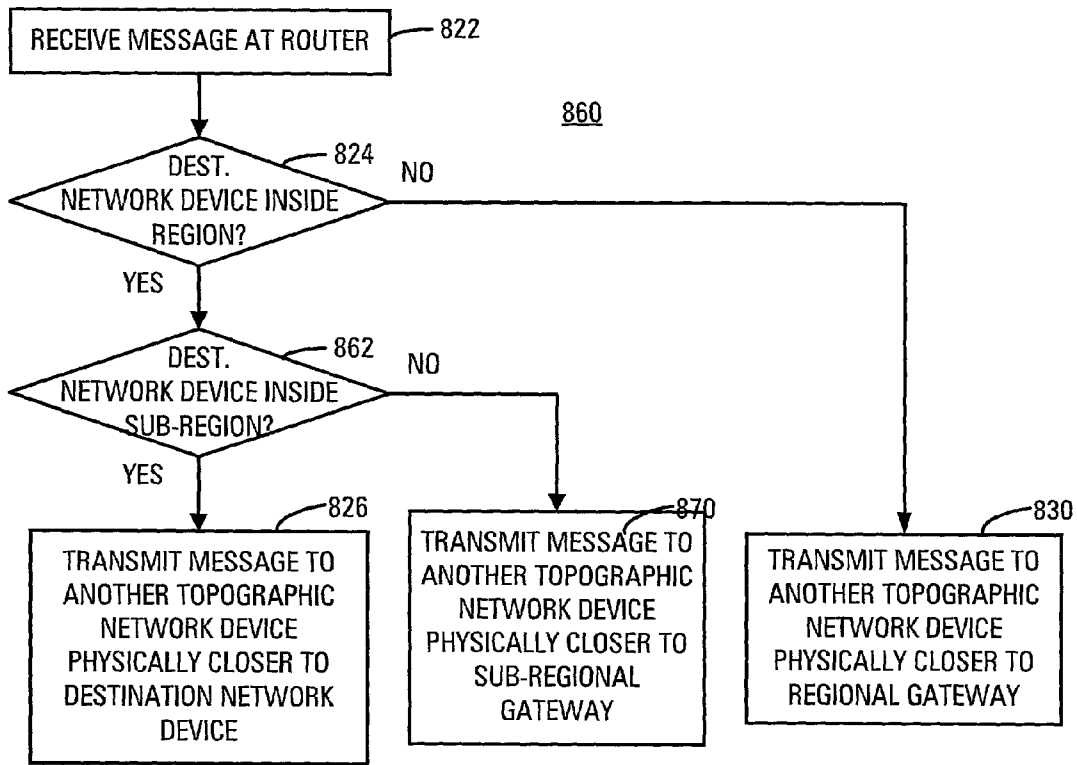 RECEIVE MESSAGE AT ROUTER
822
860
824
DEST.
NETWORK DEVICE INSIDE
REGION?
NO
YES
862
DEST.
NETWORK DEVICE INSIDE
SUB-REGION?
NO
YES
826
TRANSMIT MESSAGE TO
ANOTHER TOPOGRAPHIC
NETWORK DEVICE
PHYSICALLY CLOSER TO
DESTINATION NETWORK
DEVICE
870
TRANSMIT MESSAGE TO
ANOTHER TOPOGRAPHIC
NETWORK DEVICE
PHYSICALLY CLOSER TO
SUB-REGIONAL
GATEWAY
830
TRANSMIT MESSAGE TO
ANOTHER TOPOGRAPHIC
NETWORK DEVICE
PHYSICALLY CLOSER TO
REGIONAL GATEWAY